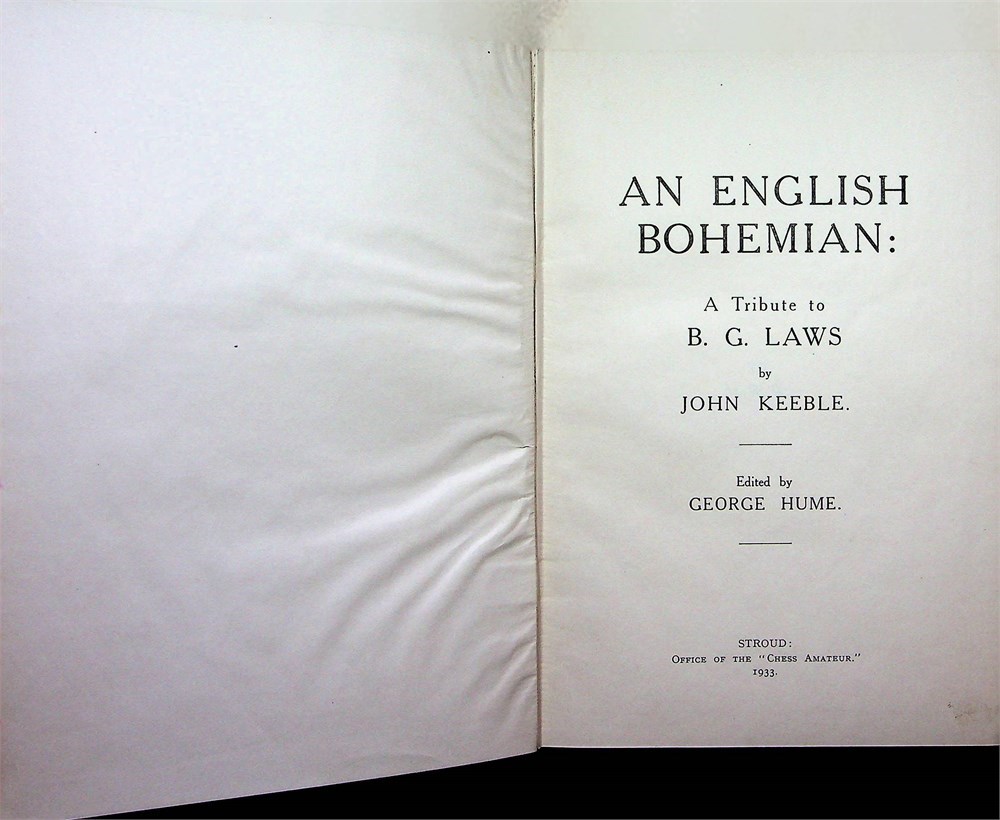 AN ENGLISH
BOHEMIAN:
A Tribute to
B. G. LAWS
by
JOHN KEEBLE.
Edited by
GEORGE HUME.
STROUD:
OFFICE OF THE "CHESS AMATEUR."
1933.